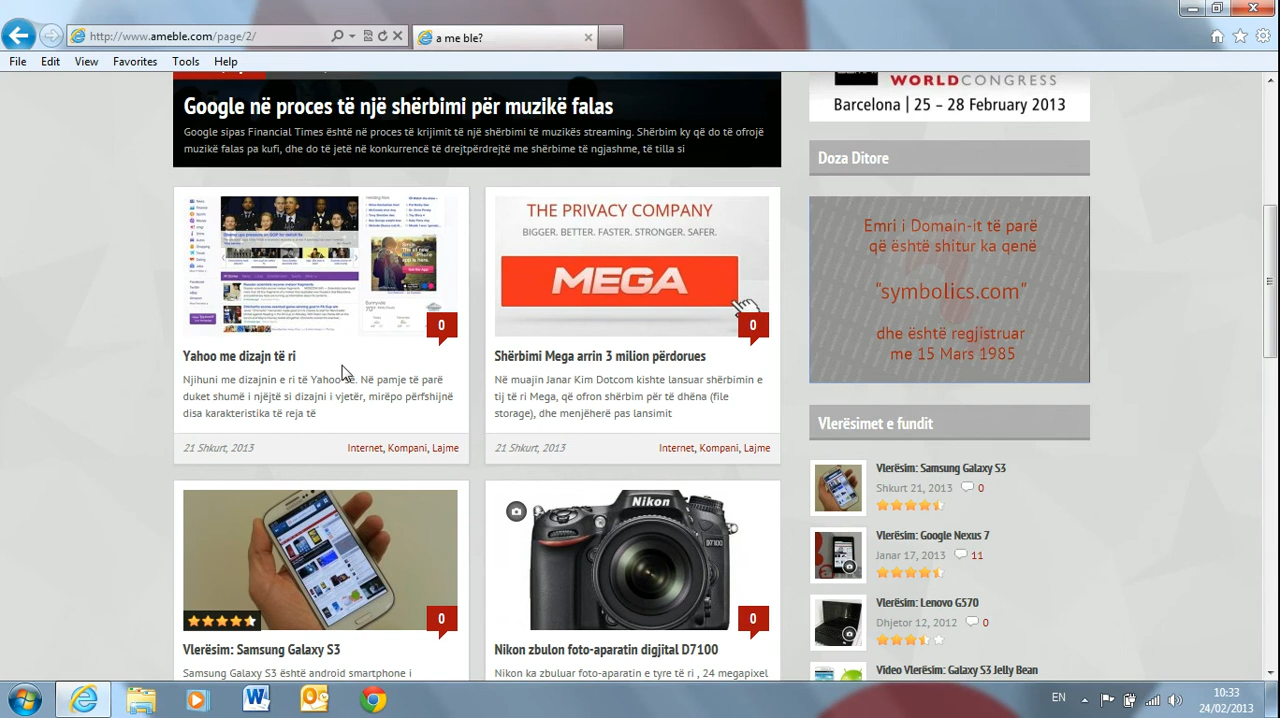 http://www.ameble.com/page/2/
a me ble?
File Edit View Favorites Tools Help
Google në proces të një shërbimi për muzikë falas
Google sipas Financial Times është në proces të krijimit të një shërbimi të muzikës streaming. Shërbim ky që do të ofrojë
muzikë falas pa kufi, dhe do të jetë në konkurrencë të drejtpërdrejtë me shërbime të ngjashme, të tilla si
WORLDCONGRESS
Barcelona | 25 – 28 February 2013
Doza Ditore
Emri i Domain-it të parë
që është shitur ka qenë
"symbolics.com"
dhe është regjistruar
me 15 Mars 1985
0
Yahoo me dizajn të ri
Njihuni me dizajnin e ri të Yahoo-së. Në pamje të parë
duket shumë i njëjtë si dizajni i vjetër, mirëpo përfshijnë
disa karakteristika të reja të
21 Shkurt, 2013
Internet, Kompani, Lajme
THE PRIVACY COMPANY
BIGGER. BETTER. FASTER. STRONGER. SAFER.
MEGA
0
Shërbimi Mega arrin 3 milion përdorues
Në muajin Janar Kim Dotcom kishte lansuar shërbimin e
tij të ri Mega, që ofron shërbim për të dhëna (file
storage), dhe menjëherë pas lansimit
21 Shkurt, 2013
Internet, Kompani, Lajme
0
Vlerësim: Samsung Galaxy S3
Samsung Galaxy S3 është android smartphone i
Nikon
D7100
0
Nikon zbulon foto-aparatin digjital D7100
Nikon ka zbuluar foto-aparatin e tyre të ri , 24 megapixel
Vlerësimet e fundit
Vlerësim: Samsung Galaxy S3
Shkurt 21, 2013 0
Vlerësim: Google Nexus 7
Janar 17, 2013 11
Vlerësim: Lenovo G570
Dhjetor 12, 2012 0
Video Vlerësim: Galaxy S3 Jelly Bean
EN
10:33
24/02/2013